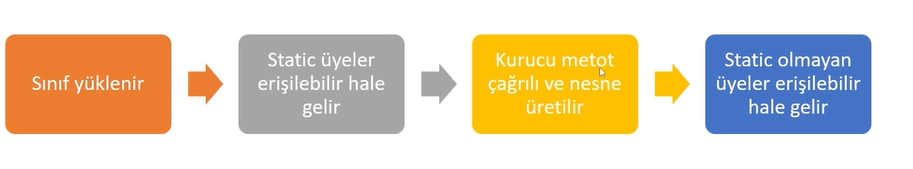 Sınıf yüklenir
Static üyeler
erişilebilir hale
gelir
Kurucu metot
çağrılı ve nesne
üretilir
Static olmayan
üyeler erişilebilir
hale gelir